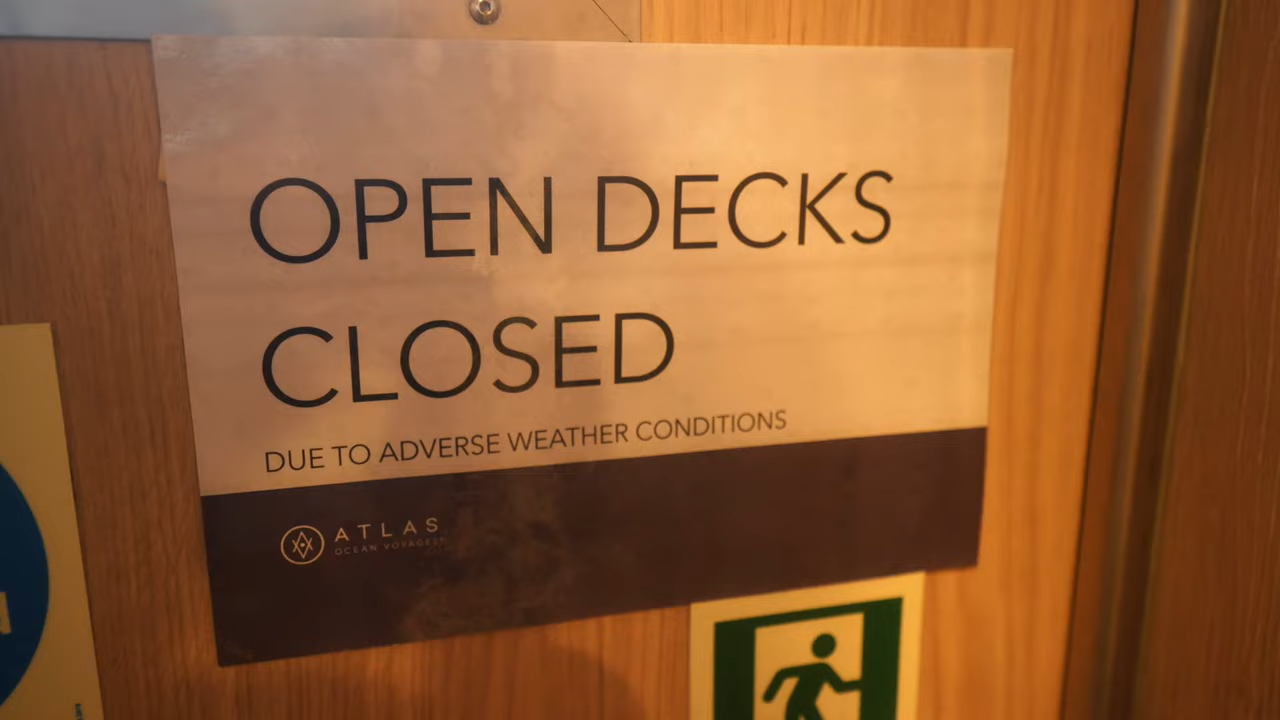 OPEN DECKS
CLOSED
DUE TO ADVERSE WEATHER CONDITIONS
ATLAS
OCEAN VOYAGES